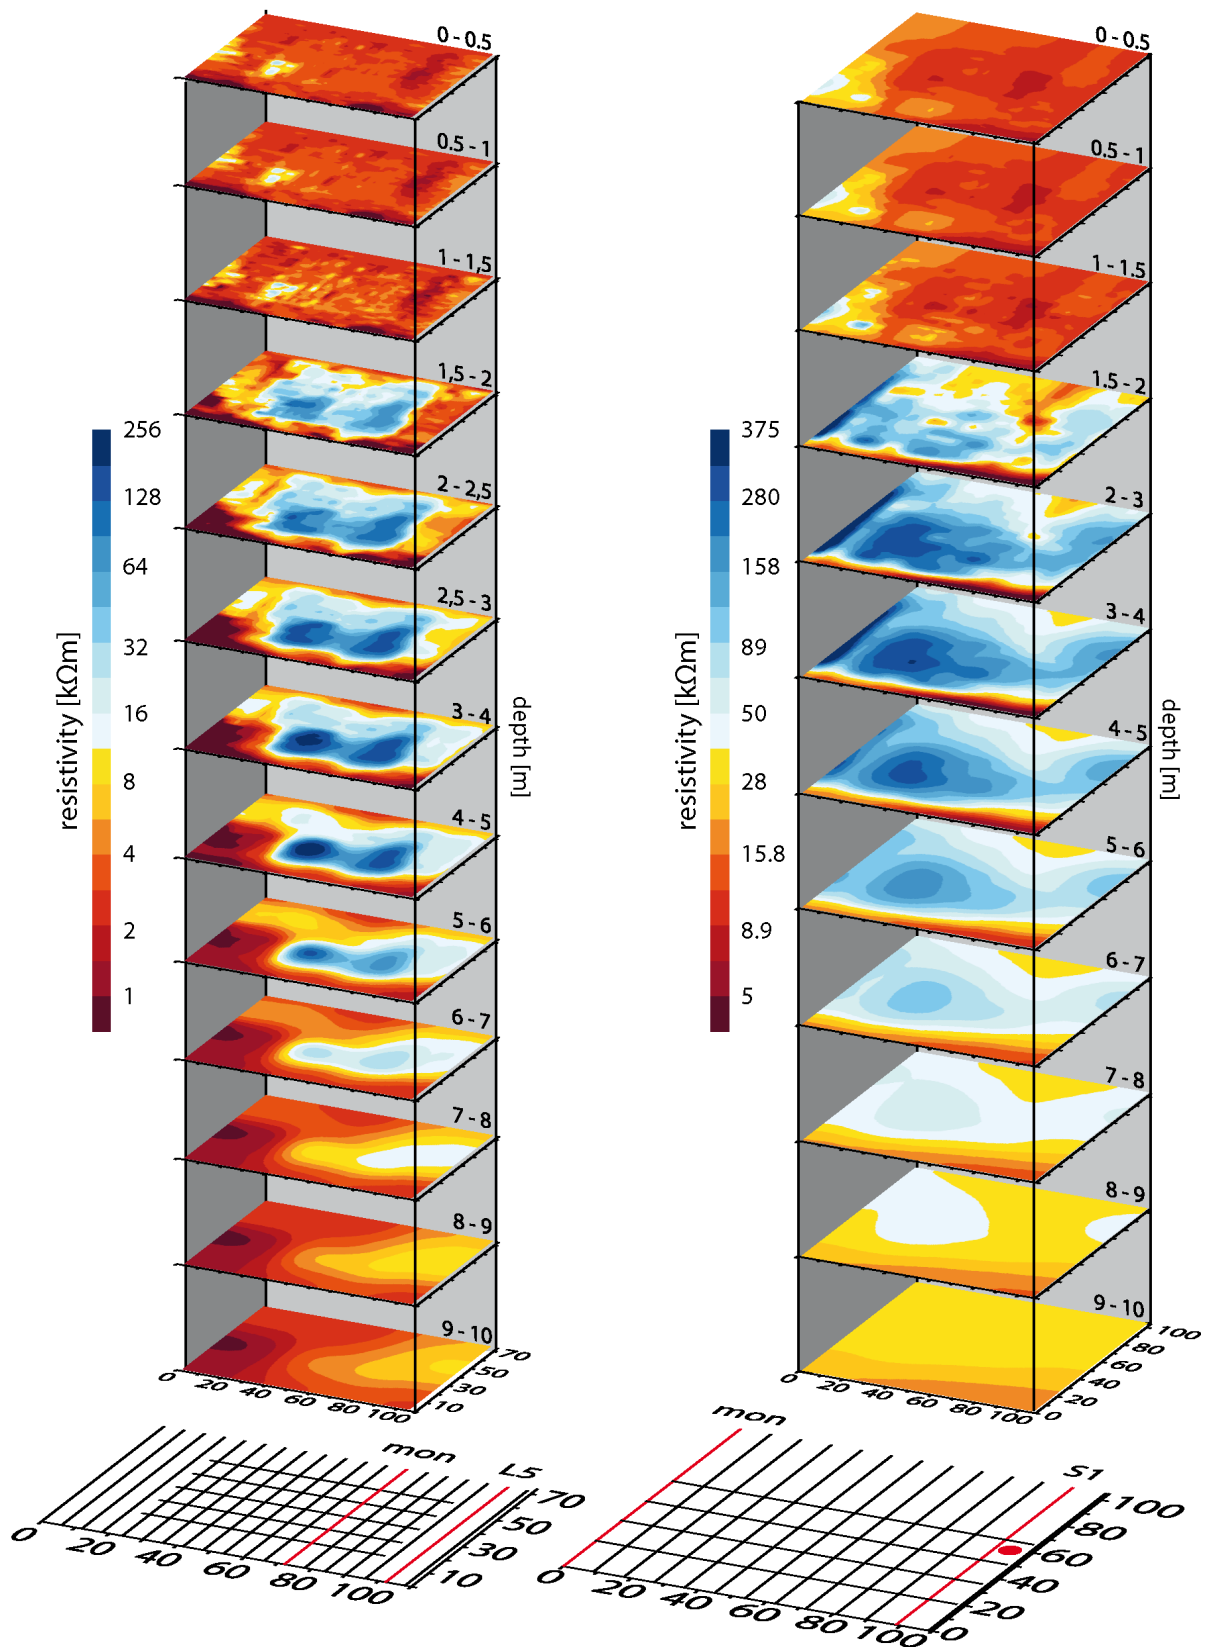 0 - 0.5
0.5 - 1
1 - 1,5
1,5 - 2
2 - 2,5
2,5 - 3
3 - 4
4 - 5
5 - 6
6 - 7
7 - 8
8 - 9
9 - 10
depth [m]
resistivity [kΩm]
256
128
64
32
16
8
4
2
1
0 20 40 60 80 100
10 30 50 70
mon
L5
0 20 40 60 80 100
10 30 50 70
0 - 0.5
0.5 - 1
1 - 1.5
1.5 - 2
2 - 3
3 - 4
4 - 5
5 - 6
6 - 7
7 - 8
8 - 9
9 - 10
depth [m]
resistivity [kΩm]
375
280
158
89
50
28
15.8
8.9
5
0 20 40 60 80 100
0 20 40 60 80 100
mon
S1
0 20 40 60 80 100
0 20 40 60 80 100